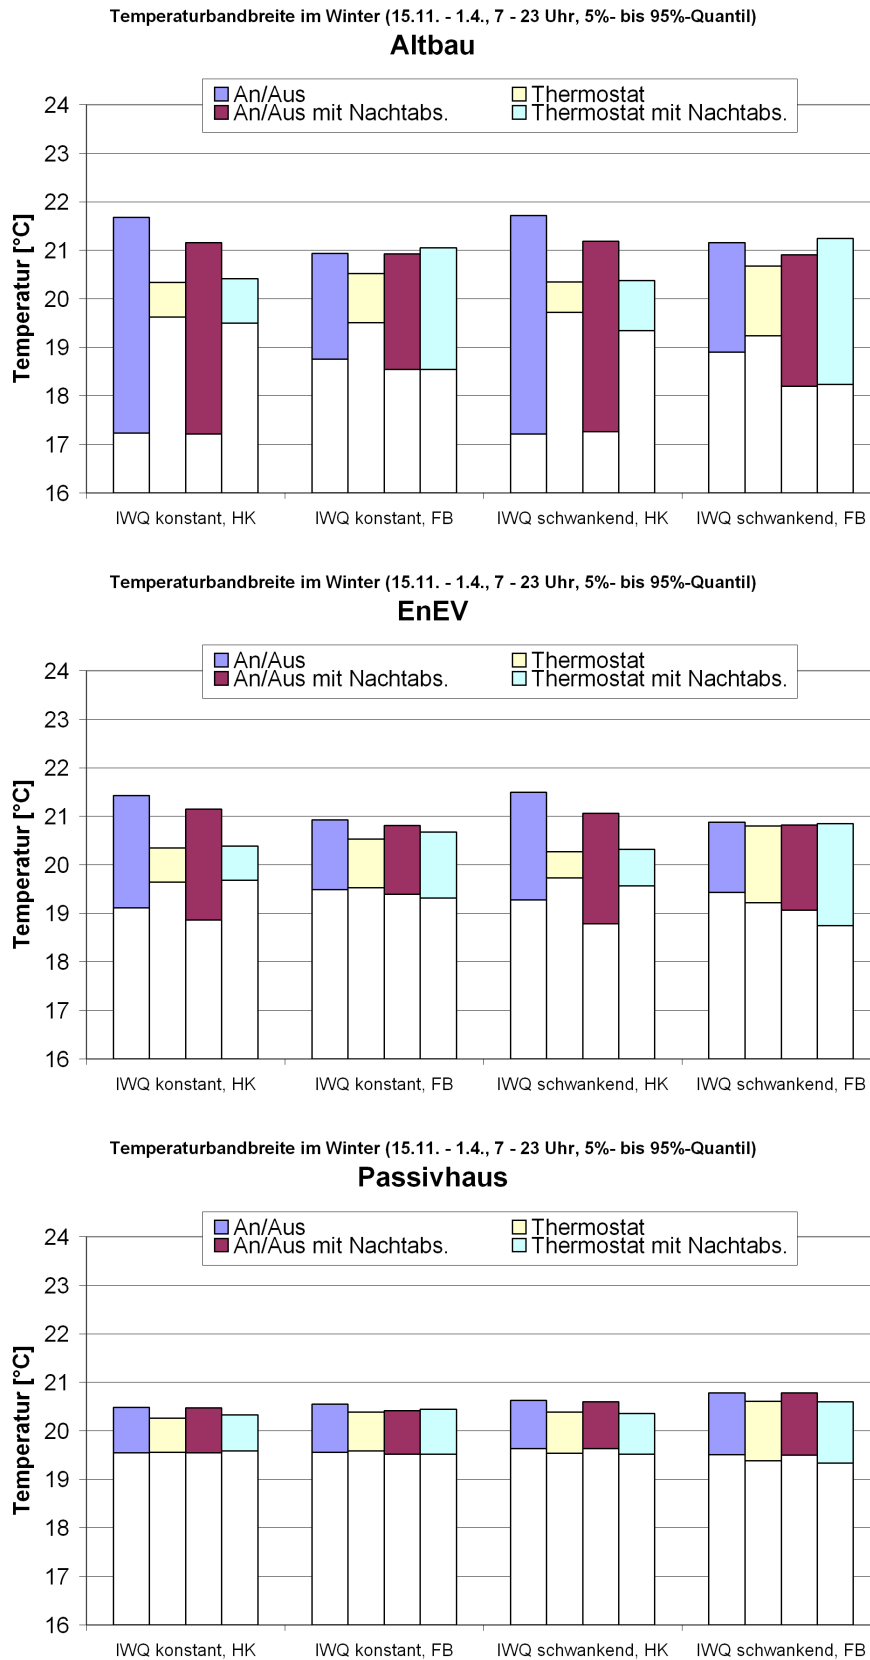 Temperaturbandbreite im Winter (15.11. - 1.4., 7 - 23 Uhr, 5%- bis 95%-Quantil)
Altbau
An/Aus Thermostat
An/Aus mit Nachtabs. Thermostat mit Nachtabs.
Temperatur [°C]
24
23
22
21
20
19
18
17
16
IWQ konstant, HK IWQ konstant, FB IWQ schwankend, HK IWQ schwankend, FB
Temperaturbandbreite im Winter (15.11. - 1.4., 7 - 23 Uhr, 5%- bis 95%-Quantil)
EnEV
An/Aus Thermostat
An/Aus mit Nachtabs. Thermostat mit Nachtabs.
Temperatur [°C]
24
23
22
21
20
19
18
17
16
IWQ konstant, HK IWQ konstant, FB IWQ schwankend, HK IWQ schwankend, FB
Temperaturbandbreite im Winter (15.11. - 1.4., 7 - 23 Uhr, 5%- bis 95%-Quantil)
Passivhaus
An/Aus Thermostat
An/Aus mit Nachtabs. Thermostat mit Nachtabs.
Temperatur [°C]
24
23
22
21
20
19
18
17
16
IWQ konstant, HK IWQ konstant, FB IWQ schwankend, HK IWQ schwankend, FB